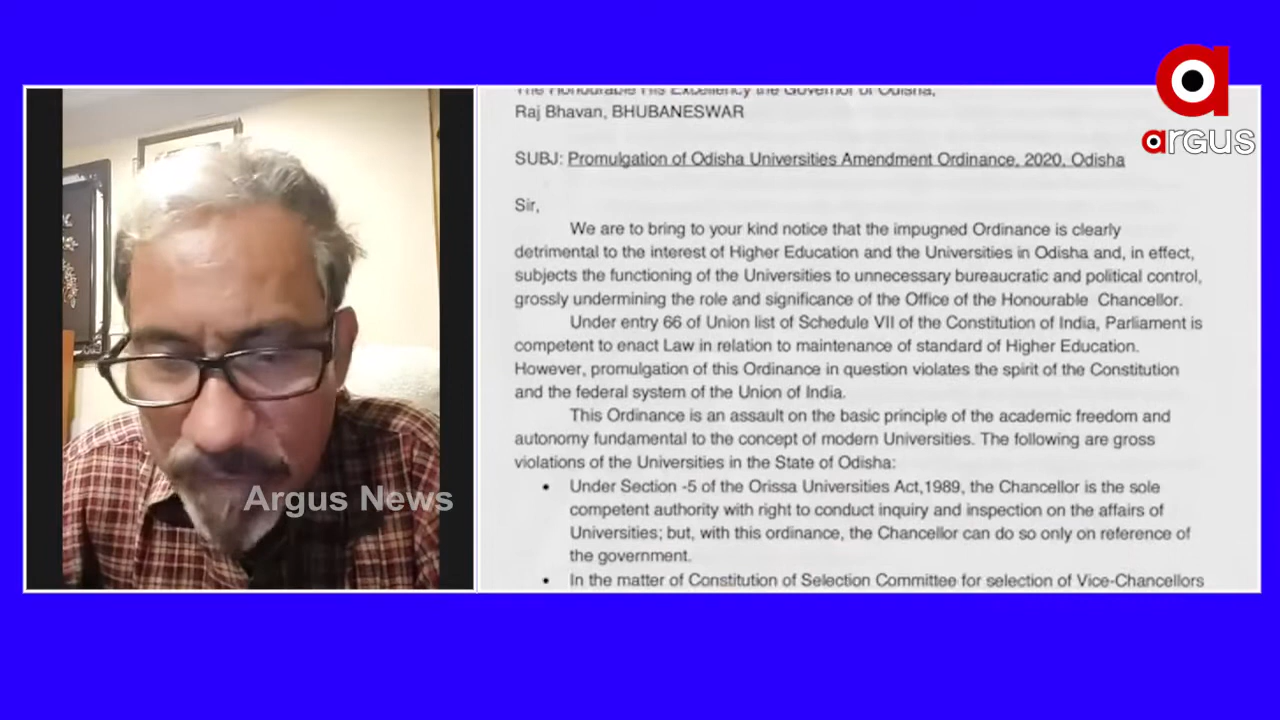 The Honourable His Excellency the Governor of Odisha,
Raj Bhavan, BHUBANESWAR
SUBJ: Promulgation of Odisha Universities Amendment Ordinance, 2020, Odisha
Sir,
We are to bring to your kind notice that the impugned Ordinance is clearly
detrimental to the interest of Higher Education and the Universities in Odisha and, in effect,
subjects the functioning of the Universities to unnecessary bureaucratic and political control,
grossly undermining the role and significance of the Office of the Honourable Chancellor.
Under entry 66 of Union list of Schedule VII of the Constitution of India, Parliament is
competent to enact Law in relation to maintenance of standard of Higher Education.
However, promulgation of this Ordinance in question violates the spirit of the Constitution
and the federal system of the Union of India.
This Ordinance is an assault on the basic principle of the academic freedom and
autonomy fundamental to the concept of modern Universities. The following are gross
violations of the Universities in the State of Odisha:
• Under Section -5 of the Orissa Universities Act,1989, the Chancellor is the sole
competent authority with right to conduct inquiry and inspection on the affairs of
Universities; but, with this ordinance, the Chancellor can do so only on reference of
the government.
• In the matter of Constitution of Selection Committee for selection of Vice-Chancellors
a
argus
Argus News